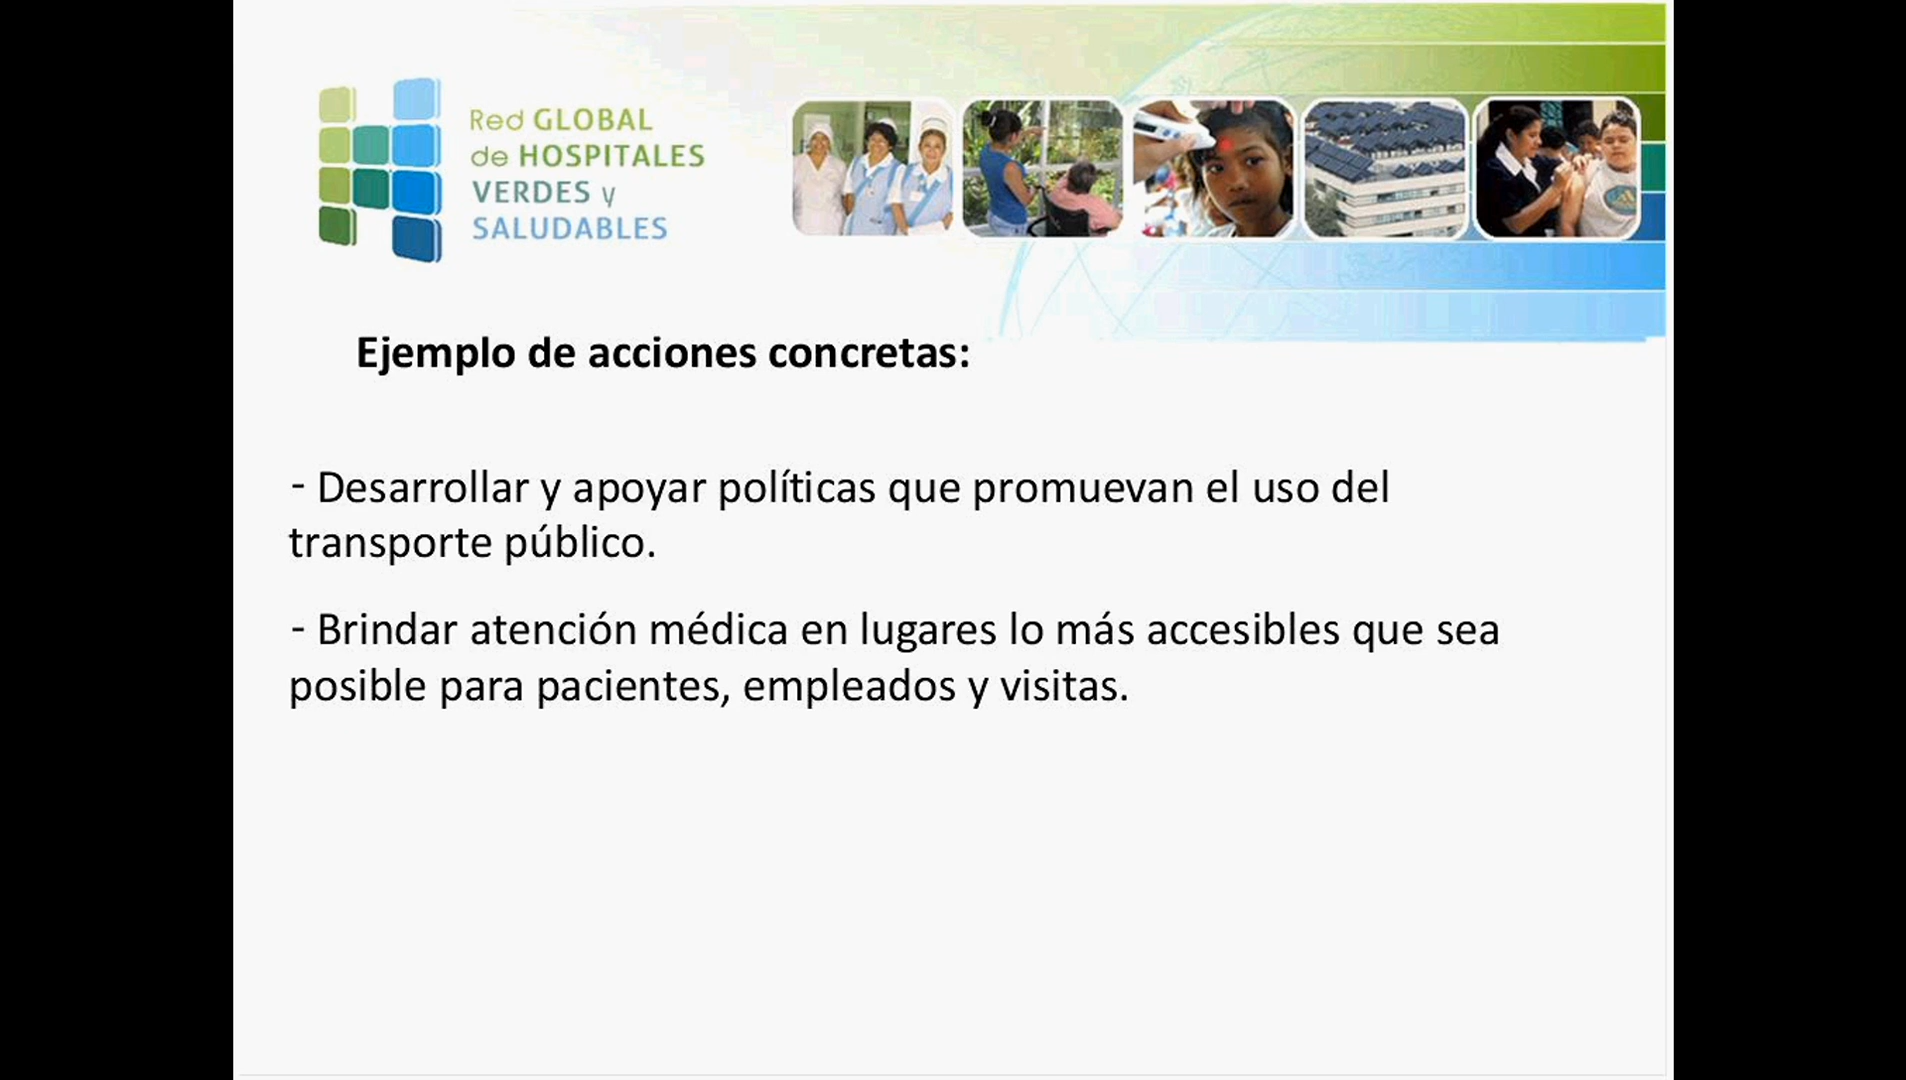 Red GLOBAL
de HOSPITALES
VERDES y
SALUDABLES
Ejemplo de acciones concretas:
- Desarrollar y apoyar políticas que promuevan el uso del
transporte público.
- Brindar atención médica en lugares lo más accesibles que sea
posible para pacientes, empleados y visitas.